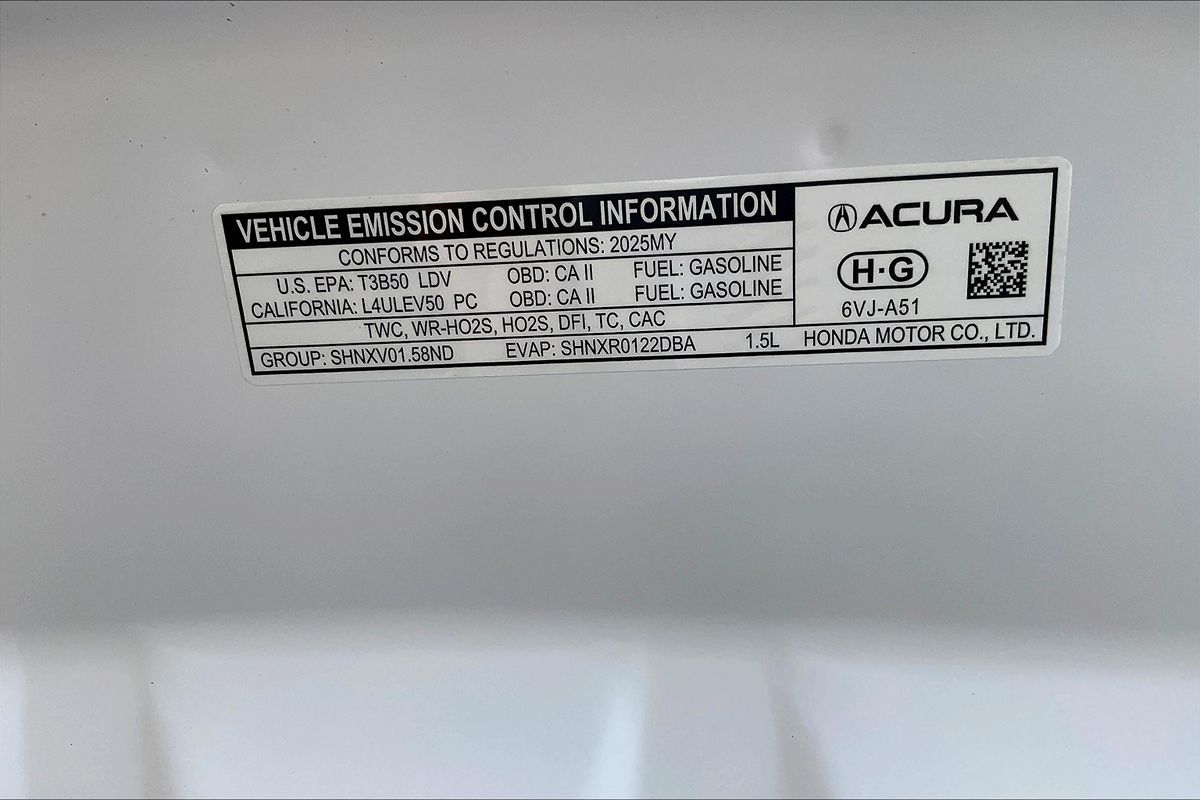 VEHICLE EMISSION CONTROL INFORMATION
CONFORMS TO REGULATIONS: 2025MY
U.S. EPA: T3B50 LDV OBD: CA II FUEL: GASOLINE
CALIFORNIA: L4ULEV50 PC OBD: CA II FUEL: GASOLINE
TWC, WR-HO2S, HO2S, DFI, TC, CAC
GROUP: SHNXV01.58ND EVAP: SHNXR0122DBA 1.5L
ACURA
H·G
6VJ-A51
HONDA MOTOR CO., LTD.